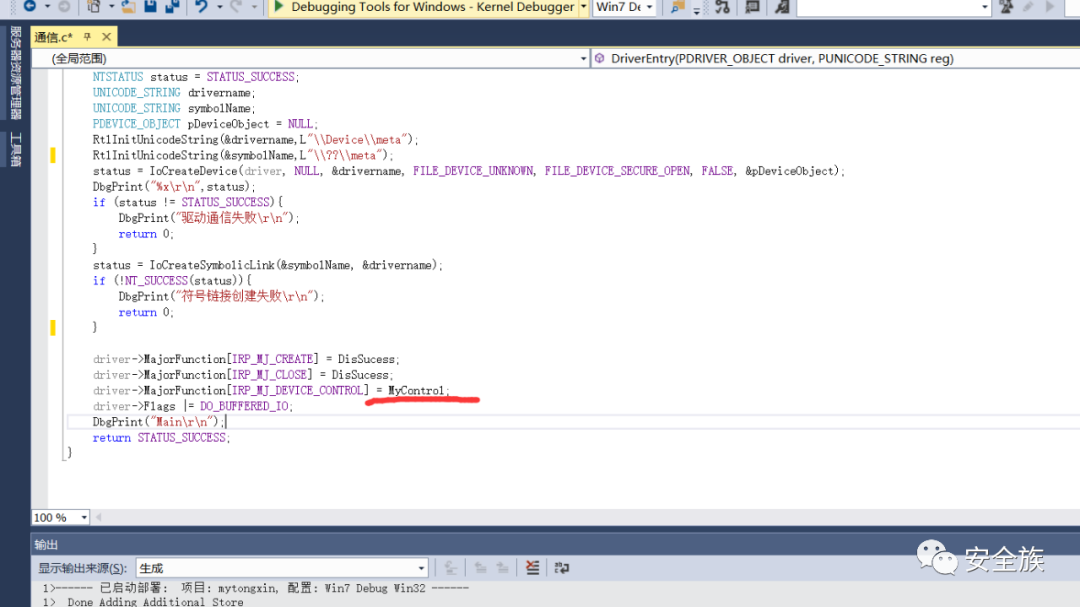 Debugging Tools for Windows - Kernel Debugger
Win7 De
服务器资源管理器
工具箱
通信.c*
(全局范围)
DriverEntry(PDRIVER_OBJECT driver, PUNICODE_STRING reg)
NTSTATUS status = STATUS_SUCCESS;
UNICODE_STRING drivername;
UNICODE_STRING symbolName;
PDEVICE_OBJECT pDeviceObject = NULL;
RtlInitUnicodeString(&drivername,L"\\Device\\meta");
RtlInitUnicodeString(&symbolName,L"\\??\\meta");
status = IoCreateDevice(driver, NULL, &drivername, FILE_DEVICE_UNKNOWN, FILE_DEVICE_SECURE_OPEN, FALSE, &pDeviceObject);
DbgPrint("%x\r\n",status);
if (status != STATUS_SUCCESS){
DbgPrint("驱动通信失败\r\n");
return 0;
}
status = IoCreateSymbolicLink(&symbolName, &drivername);
if (!NT_SUCCESS(status)){
DbgPrint("符号链接创建失败\r\n");
return 0;
}
driver->MajorFunction[IRP_MJ_CREATE] = DisSucess;
driver->MajorFunction[IRP_MJ_CLOSE] = DisSucess;
driver->MajorFunction[IRP_MJ_DEVICE_CONTROL] = MyControl;
driver->Flags |= DO_BUFFERED_IO;
DbgPrint("Main\r\n");
return STATUS_SUCCESS;
}
100 %
输出
显示输出来源(S): 生成
安全族
1>------ 已启动部署: 项目: mytongxin, 配置: Win7 Debug Win32 ------
1> Done Adding Additional Store